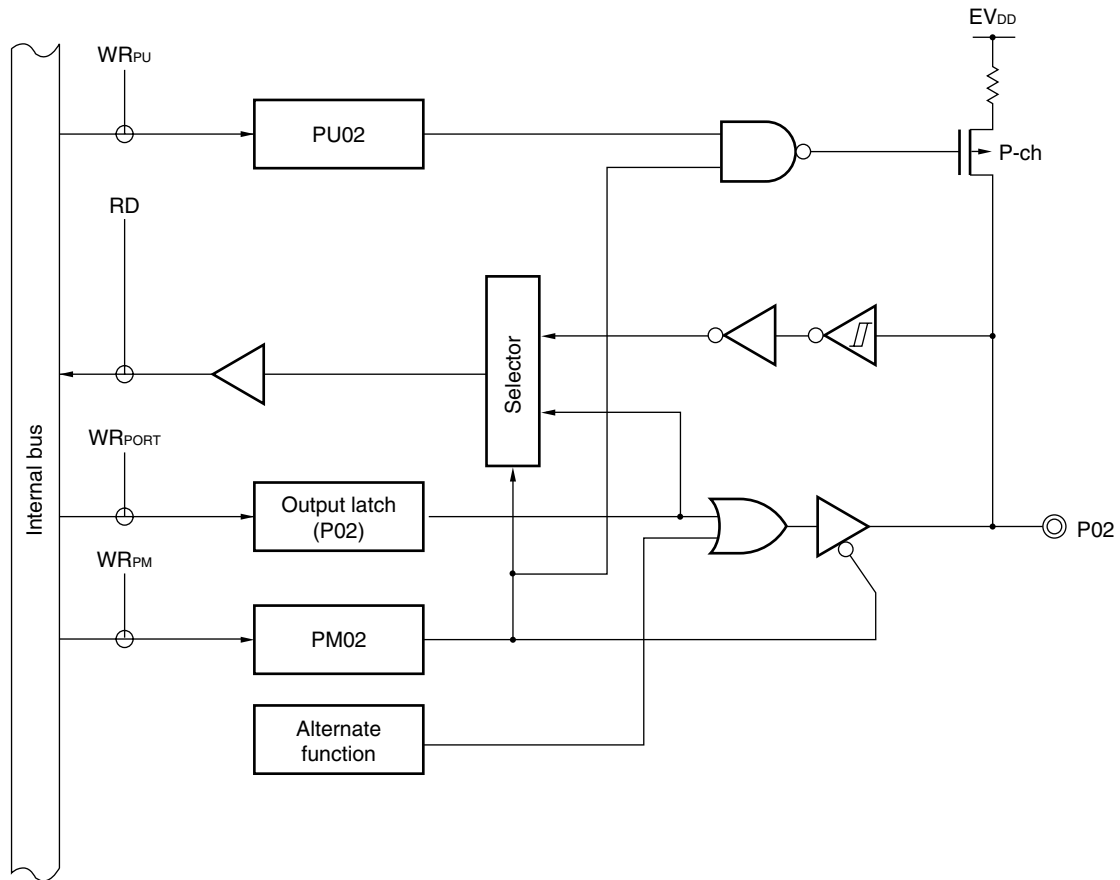 EVDD
WRPU
PU02
P-ch
RD
Selector
WRPORT
Internal bus
Output latch
(P02)
P02
WRPM
PM02
Alternate
function